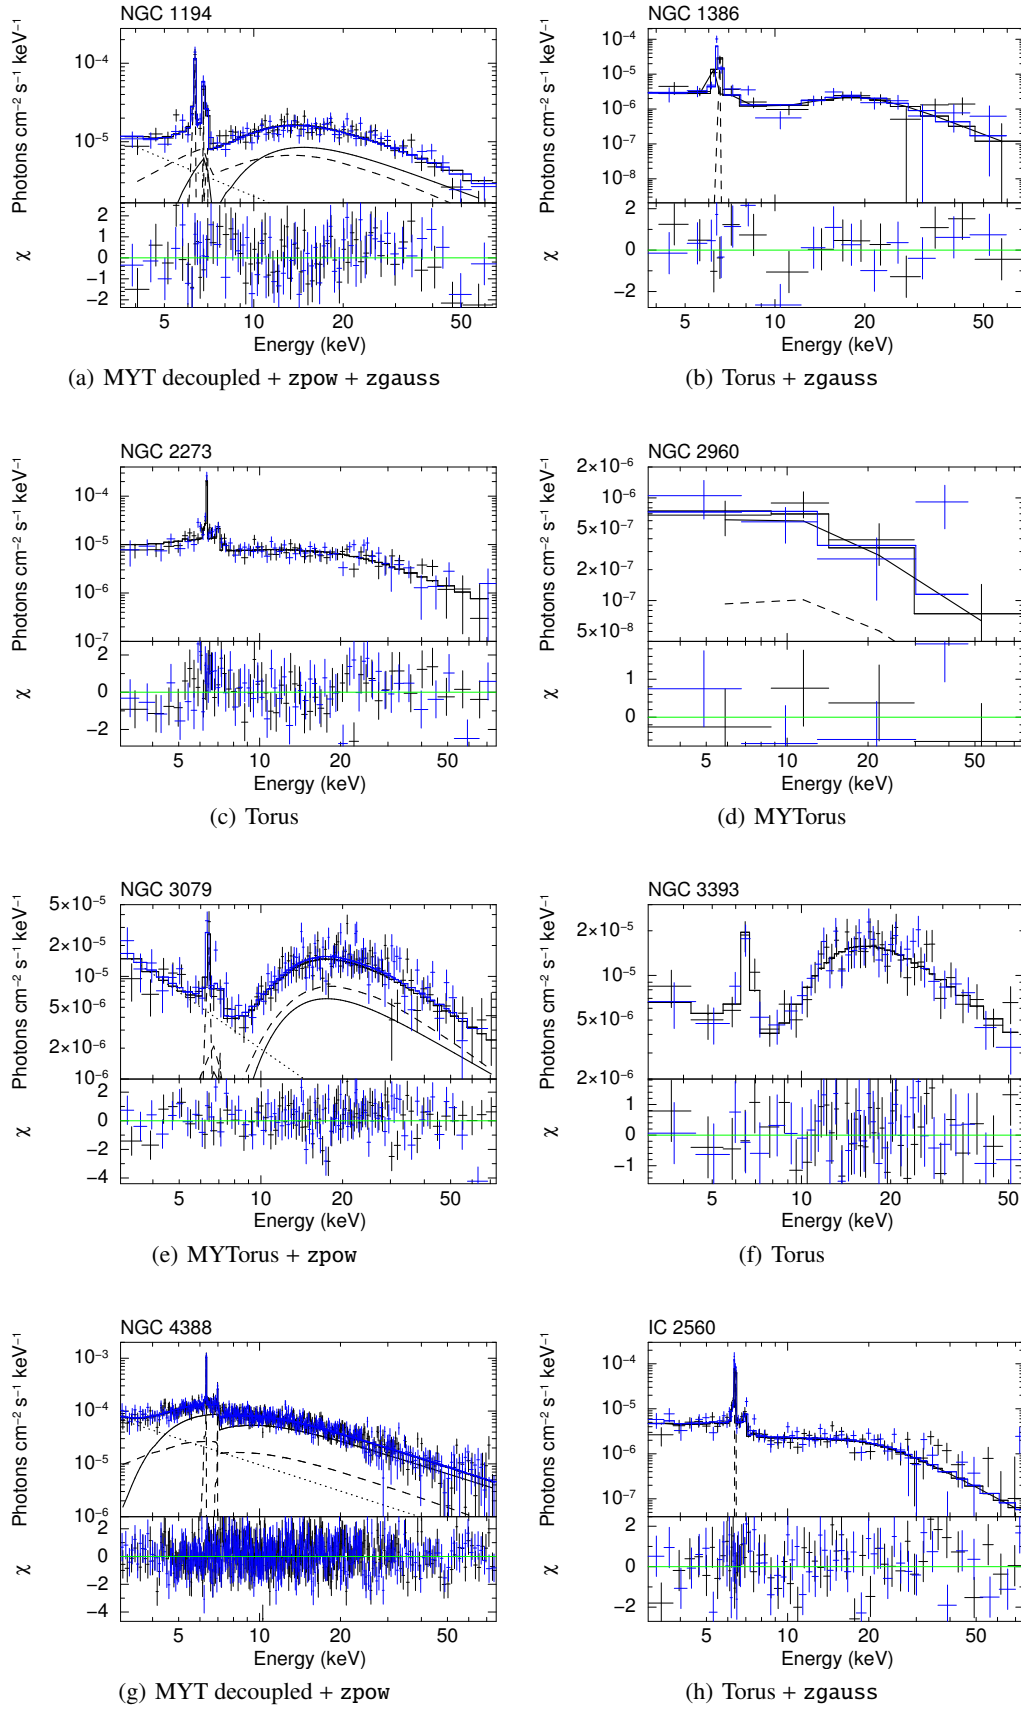 NGC 1194
Photons cm−2 s−1 keV−1
10−4
10−5
χ
2
1
0
−1
−2
5 10 20 50
Energy (keV)
(a) MYT decoupled + zpow + zgauss
NGC 1386
Photons cm−2 s−1 keV−1
10−4
10−5
10−6
10−7
10−8
χ
2
0
−2
5 10 20 50
Energy (keV)
(b) Torus + zgauss
NGC 2273
Photons cm−2 s−1 keV−1
10−4
10−5
10−6
10−7
χ
2
0
−2
5 10 20 50
Energy (keV)
(c) Torus
NGC 2960
Photons cm−2 s−1 keV−1
2×10−6
10−6
5×10−7
2×10−7
10−7
5×10−8
χ
1
0
5 10 20 50
Energy (keV)
(d) MYTorus
NGC 3079
Photons cm−2 s−1 keV−1
5×10−5
2×10−5
10−5
5×10−6
2×10−6
10−6
χ
2
0
−2
−4
5 10 20 50
Energy (keV)
(e) MYTorus + zpow
NGC 3393
Photons cm−2 s−1 keV−1
2×10−5
10−5
5×10−6
2×10−6
χ
1
0
−1
5 10 20 50
Energy (keV)
(f) Torus
NGC 4388
Photons cm−2 s−1 keV−1
10−3
10−4
10−5
10−6
χ
2
0
−2
−4
5 10 20 50
Energy (keV)
(g) MYT decoupled + zpow
IC 2560
Photons cm−2 s−1 keV−1
10−4
10−5
10−6
10−7
χ
2
0
−2
5 10 20 50
Energy (keV)
(h) Torus + zgauss